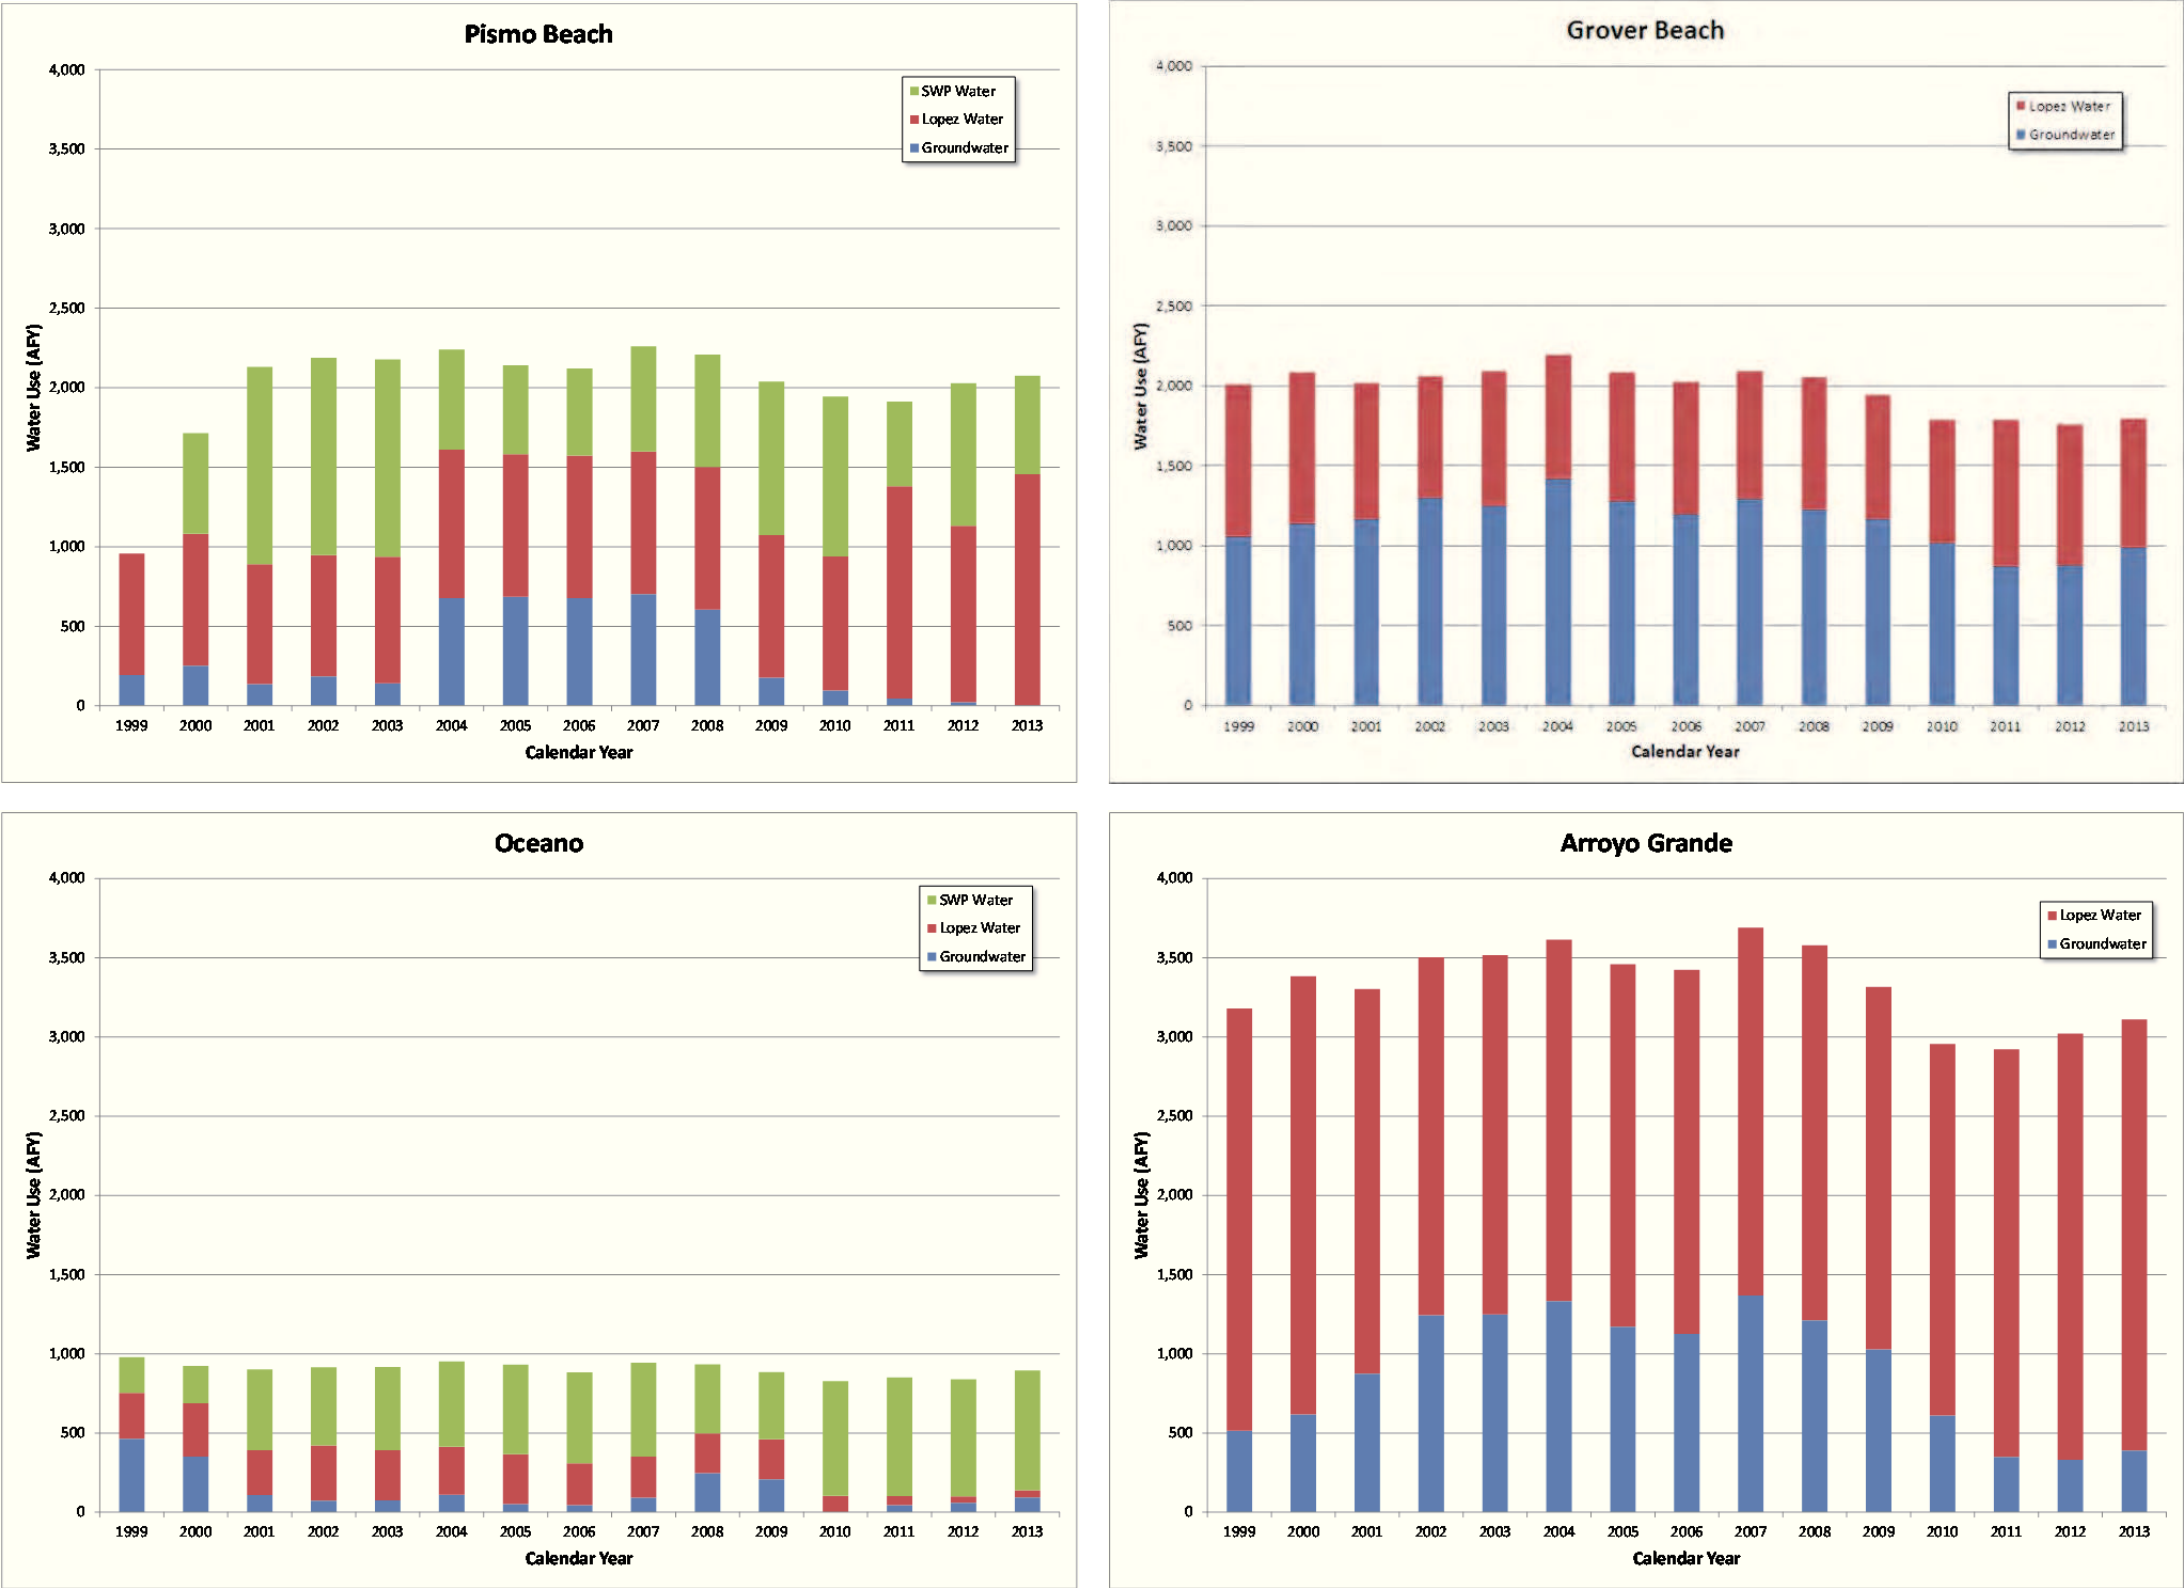 Pismo Beach
4,000
3,500
3,000
2,500
2,000
1,500
1,000
500
0
Water Use (AFY)
SWP Water
Lopez Water
Groundwater
1999 2000 2001 2002 2003 2004 2005 2006 2007 2008 2009 2010 2011 2012 2013
Calendar Year
Grover Beach
4,000
3,500
3,000
2,500
2,000
1,500
1,000
500
0
Water Use (AFY)
Lopez Water
Groundwater
1999 2000 2001 2002 2003 2004 2005 2006 2007 2008 2009 2010 2011 2012 2013
Calendar Year
Oceano
4,000
3,500
3,000
2,500
2,000
1,500
1,000
500
0
Water Use (AFY)
SWP Water
Lopez Water
Groundwater
1999 2000 2001 2002 2003 2004 2005 2006 2007 2008 2009 2010 2011 2012 2013
Calendar Year
Arroyo Grande
4,000
3,500
3,000
2,500
2,000
1,500
1,000
500
0
Water Use (AFY)
Lopez Water
Groundwater
1999 2000 2001 2002 2003 2004 2005 2006 2007 2008 2009 2010 2011 2012 2013
Calendar Year